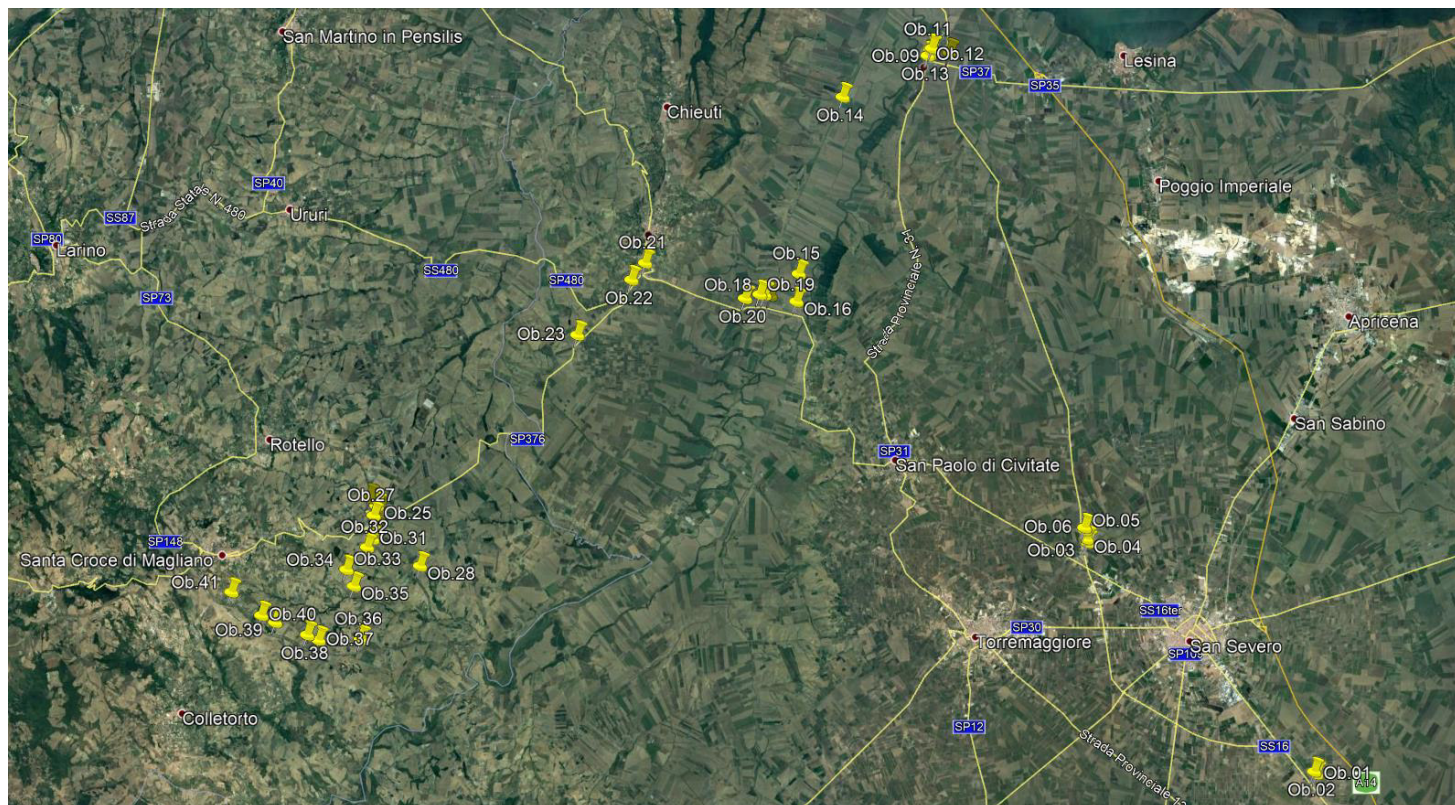 Ob.11
San Martino in Pensilis
Ob.09
Ob.12
Lesina
Ob.13
SP37
SP35
Chieuti
Ob.14
SP40
Poggio Imperiale
Strada Statale N. 480
SS87
Ururi
SP80
Larino
Ob.21
SS480
Ob.15
SP480
Ob.22
Ob.18
Ob.19
SP73
Ob.20
Ob.16
Strada Provinciale N. 31
Apricena
Ob.23
San Sabino
Rotello
SP376
SP31
San Paolo di Civitate
Ob.27
Ob.25
Ob.06
Ob.05
Ob.32
Ob.31
SP148
Ob.03
Ob.04
Santa Croce di Magliano
Ob.34
Ob.33
Ob.28
Ob.41
Ob.35
SS16ter
Ob.40
Ob.36
Ob.39
Ob.37
SP30
Ob.38
Torremaggiore
San Severo
SP109
Colletorto
SP12
Strada Provinciale 12
SS16
Ob.01
A14
Ob.02